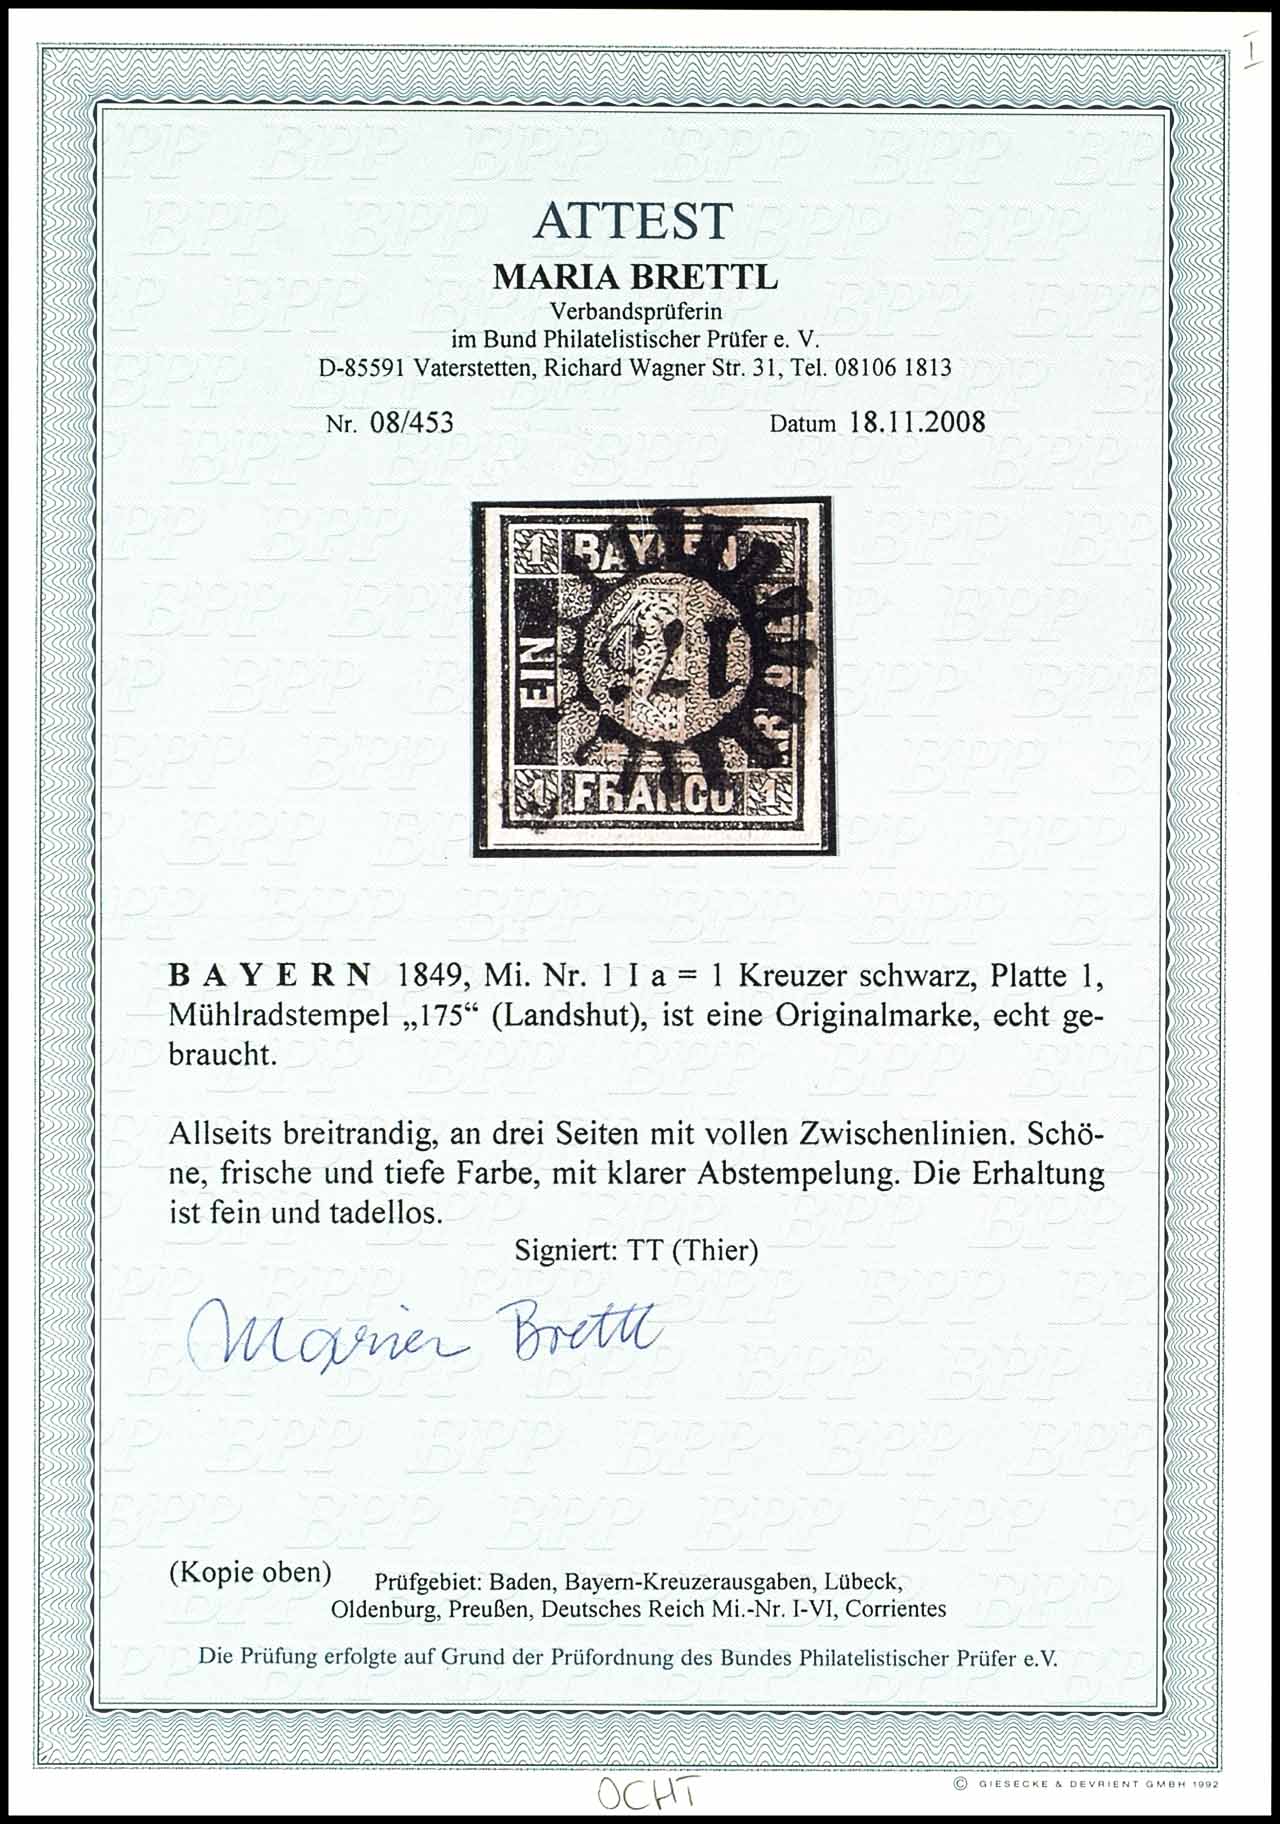 I
ATTEST
MARIA BRETTL
Verbandsprüferin
im Bund Philatelistischer Prüfer e. V.
D-85591 Vaterstetten, Richard Wagner Str. 31, Tel. 08106 1813
Nr. 08/453
Datum 18.11.2008
1 BAYERN
EIN
1 FRANCO 1
BAYERN 1849, Mi. Nr. 1 I a = 1 Kreuzer schwarz, Platte 1,
Mühlradstempel „175“ (Landshut), ist eine Originalmarke, echt ge-
braucht.
Allseits breitrandig, an drei Seiten mit vollen Zwischenlinien. Schö-
ne, frische und tiefe Farbe, mit klarer Abstempelung. Die Erhaltung
ist fein und tadellos.
Signiert: TT (Thier)
Maria Brettl
(Kopie oben)
Prüfgebiet: Baden, Bayern-Kreuzerausgaben, Lübeck,
Oldenburg, Preußen, Deutsches Reich Mi.-Nr. I-VI, Corrientes
Die Prüfung erfolgte auf Grund der Prüfordnung des Bundes Philatelistischer Prüfer e.V.
© GIESECKE & DEVRIENT GMBH 1992
OCHT